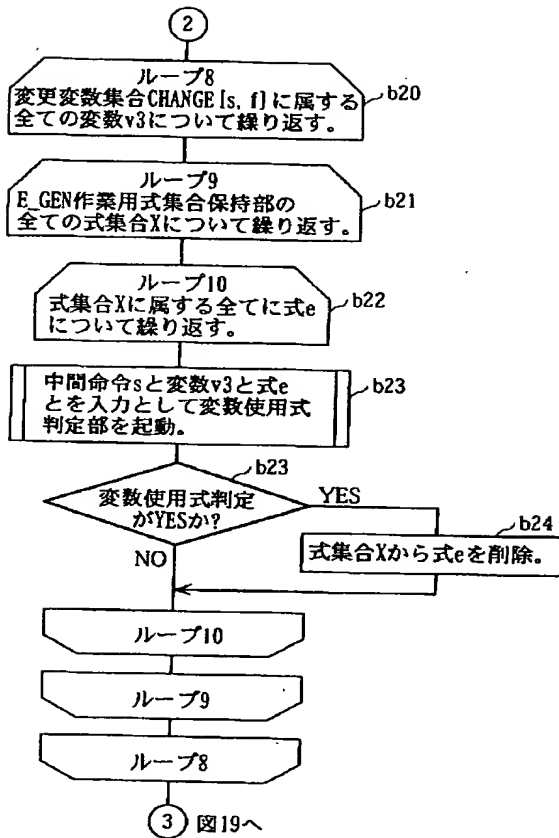 2
ループ8
変更変数集合CHANGE[s, f]に属する
全ての変数v3について繰り返す。
b20
ループ9
E_GEN作業用式集合保持部の
全ての式集合Xについて繰り返す。
b21
ループ10
式集合Xに属する全てに式e
について繰り返す。
b22
中間命令sと変数v3と式e
とを入力として変数使用式
判定部を起動。
b23
b23
変数使用式判定
がYESか?
YES
b24
式集合Xから式eを削除。
NO
ループ10
ループ9
ループ8
3 図19へ